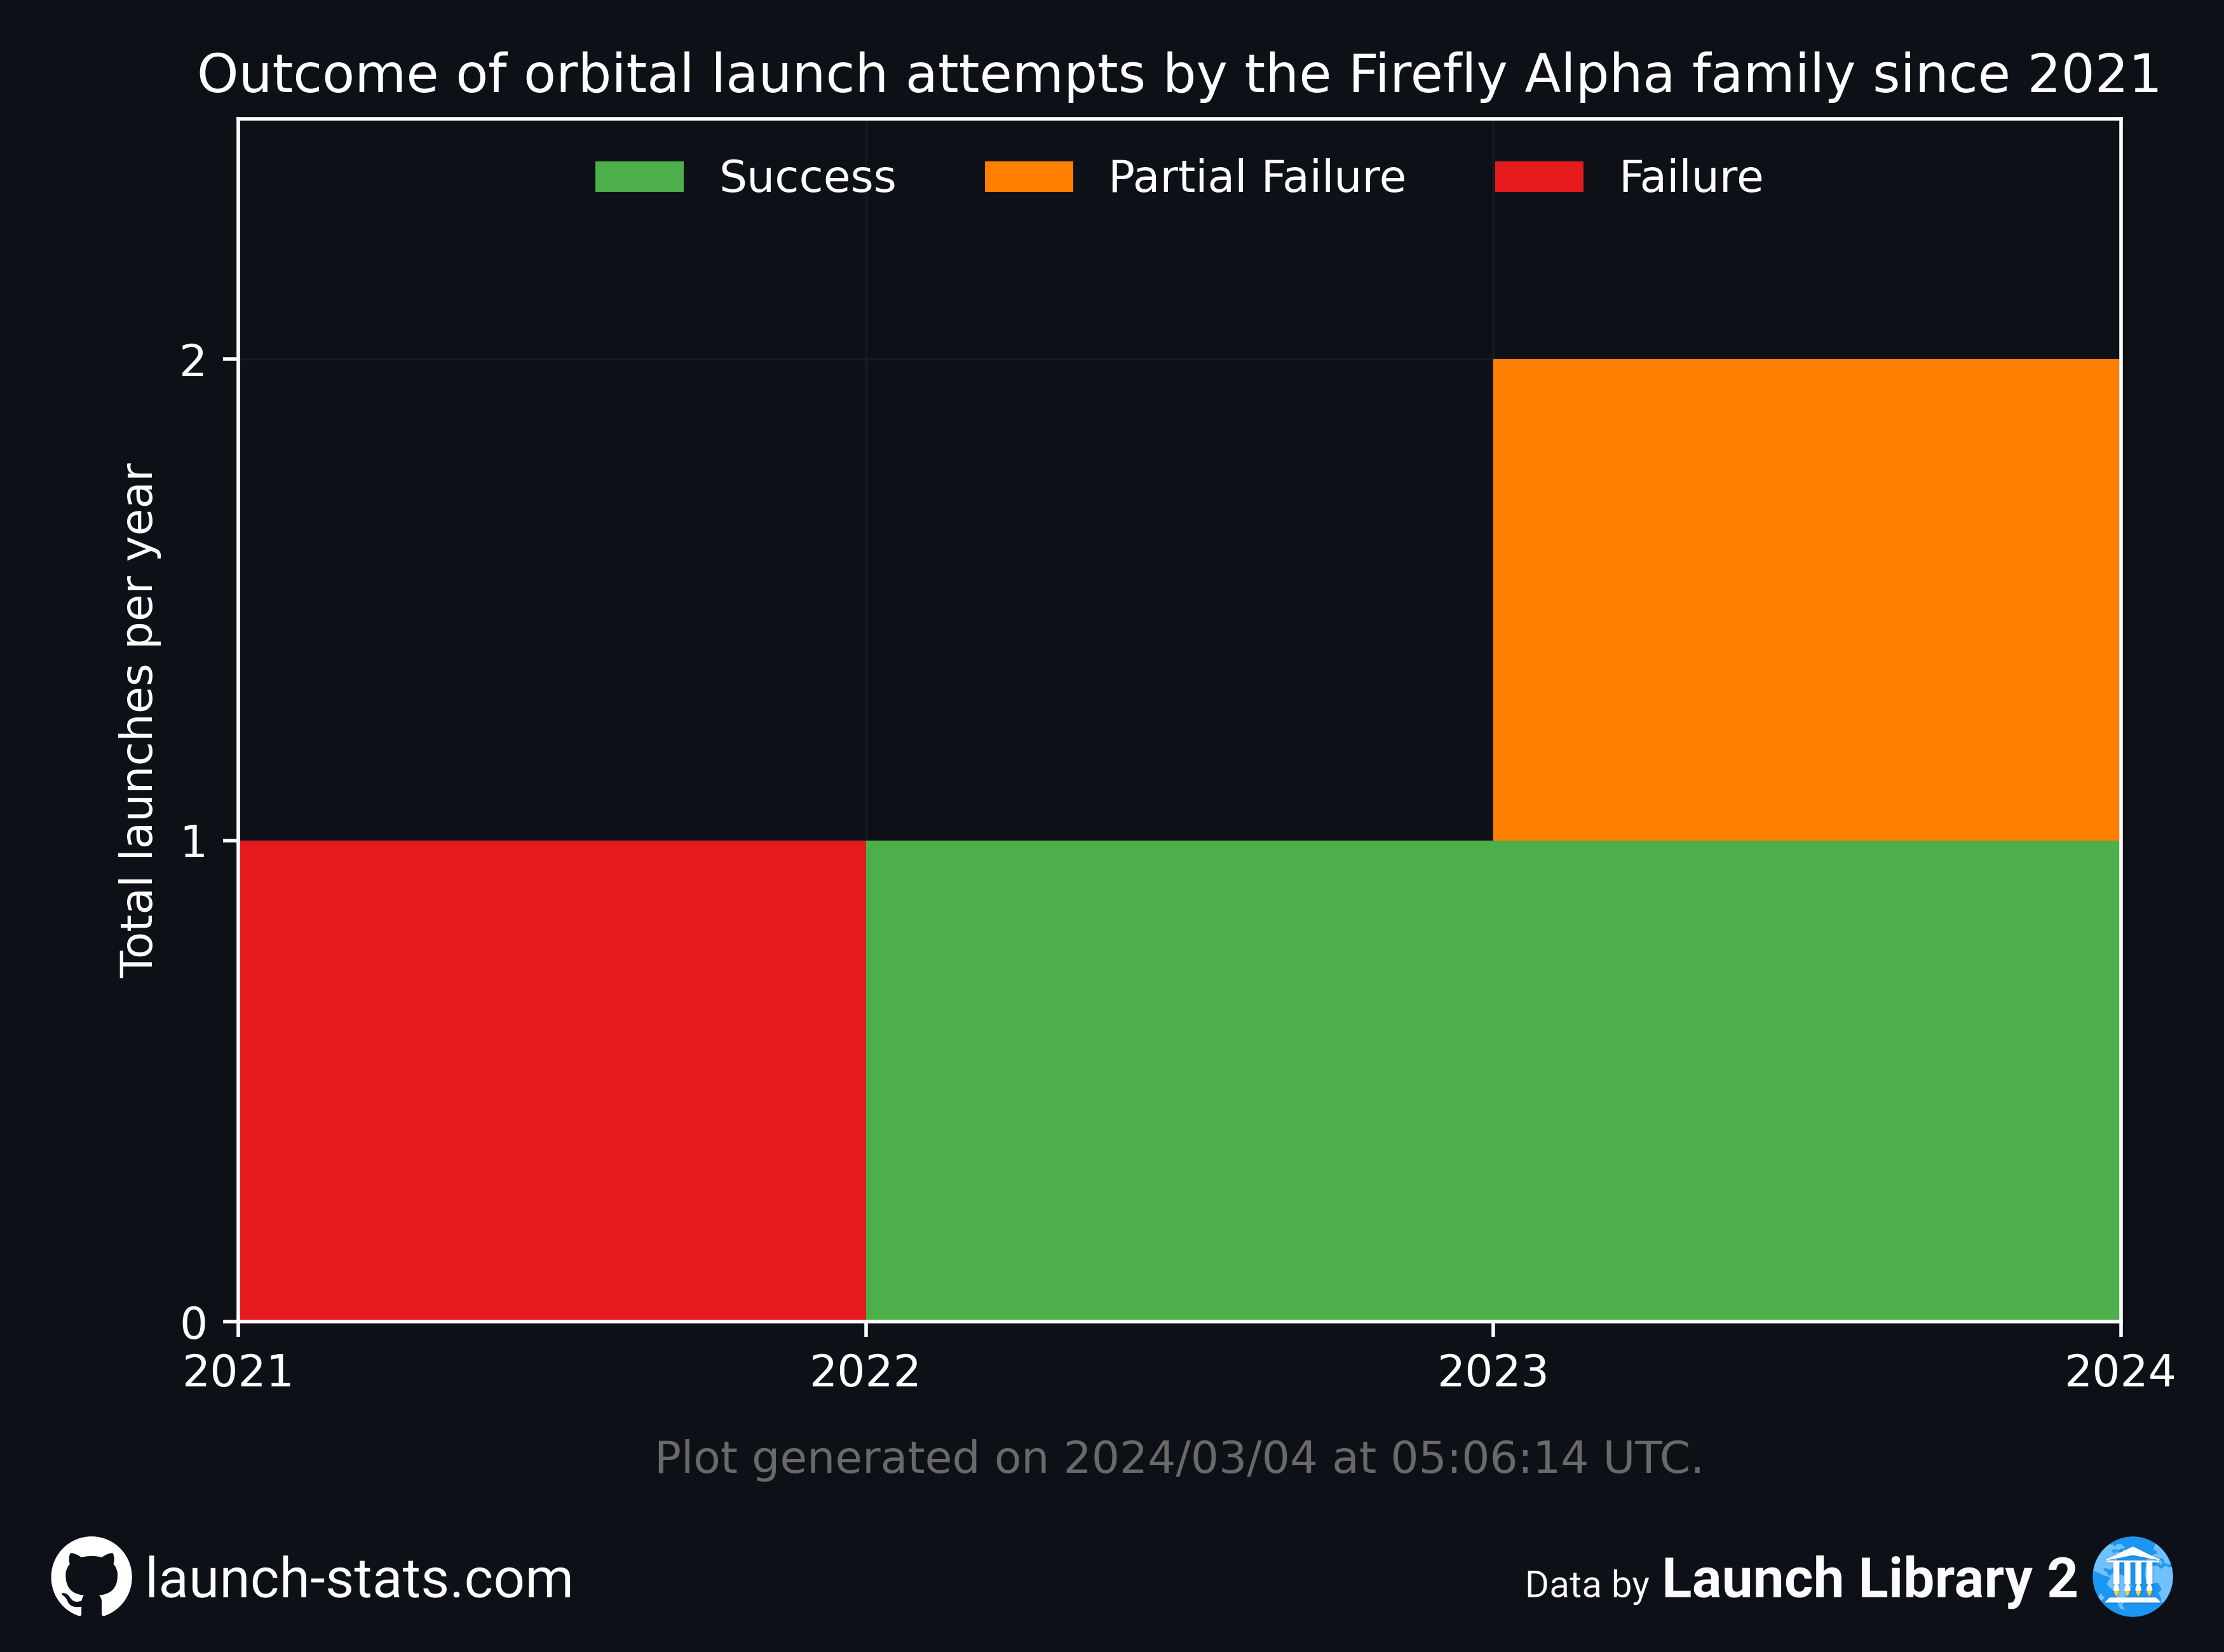 Outcome of orbital launch attempts by the Firefly Alpha family since 2021
Success Partial Failure Failure
Total launches per year
2
1
0
2021 2022 2023 2024
Plot generated on 2024/03/04 at 05:06:14 UTC.
launch-stats.com
Data by Launch Library 2